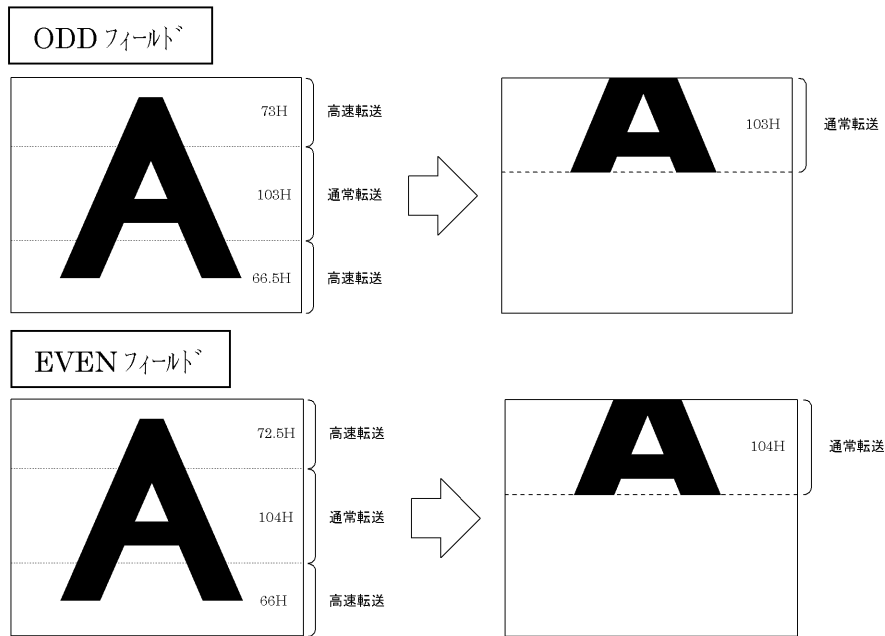 ODD フィールド
73H 高速転送
103H 通常転送
66.5H 高速転送
103H 通常転送
EVEN フィールド
72.5H 高速転送
104H 通常転送
66H 高速転送
104H 通常転送